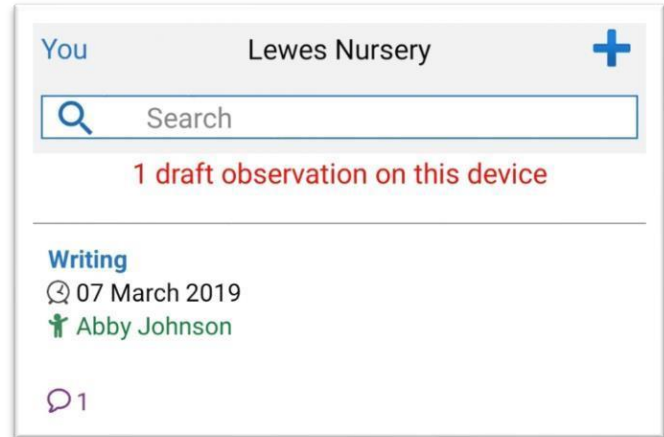 You Lewes Nursery
Search
1 draft observation on this device
Writing
07 March 2019
Abby Johnson
1